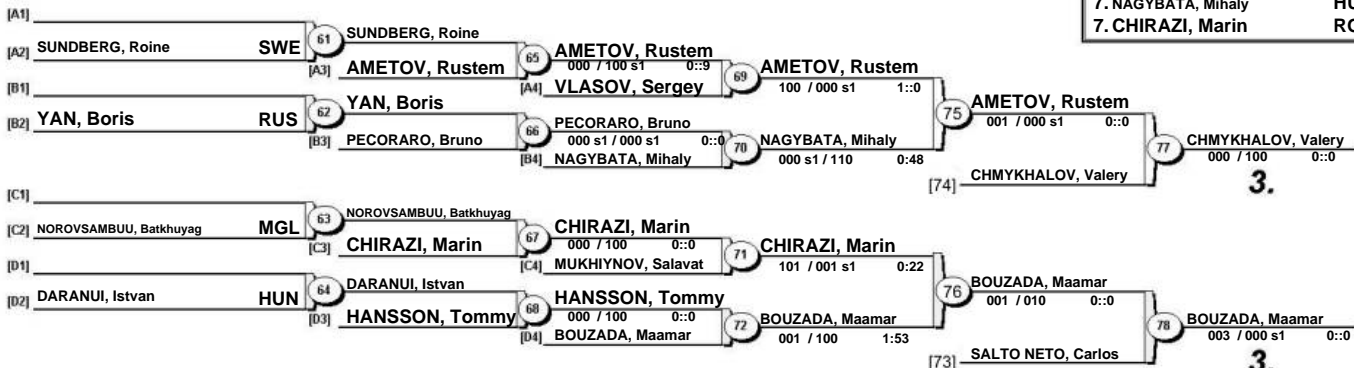 7. NAGYBATA, Mihaly HU
7. CHIRAZI, Marin RO
[A1]
[A2] SUNDBERG, Roine SWE
61
SUNDBERG, Roine
[A3] AMETOV, Rustem
65
AMETOV, Rustem
000 / 100 s1 0::9
[A4] VLASOV, Sergey
69
AMETOV, Rustem
100 / 000 s1 1::0
[B1]
[B2] YAN, Boris RUS
62
YAN, Boris
[B3] PECORARO, Bruno
66
PECORARO, Bruno
000 s1 / 000 s1 0::0
[B4] NAGYBATA, Mihaly
70
NAGYBATA, Mihaly
000 s1 / 110 0:48
75
AMETOV, Rustem
001 / 000 s1 0::0
[74] CHMYKHALOV, Valery
77
CHMYKHALOV, Valery
000 / 100 0::0
3.
[C1]
[C2] NOROVSAMBUU, Batkhuyag MGL
63
NOROVSAMBUU, Batkhuyag
[C3] CHIRAZI, Marin
67
CHIRAZI, Marin
000 / 100 0::0
[C4] MUKHIYNOV, Salavat
71
CHIRAZI, Marin
101 / 001 s1 0:22
[D1]
[D2] DARANUI, Istvan HUN
64
DARANUI, Istvan
[D3] HANSSON, Tommy
68
HANSSON, Tommy
000 / 100 0::0
[D4] BOUZADA, Maamar
72
BOUZADA, Maamar
001 / 100 1:53
76
BOUZADA, Maamar
001 / 010 0::0
[73] SALTO NETO, Carlos
78
BOUZADA, Maamar
003 / 000 s1 0::0
3.